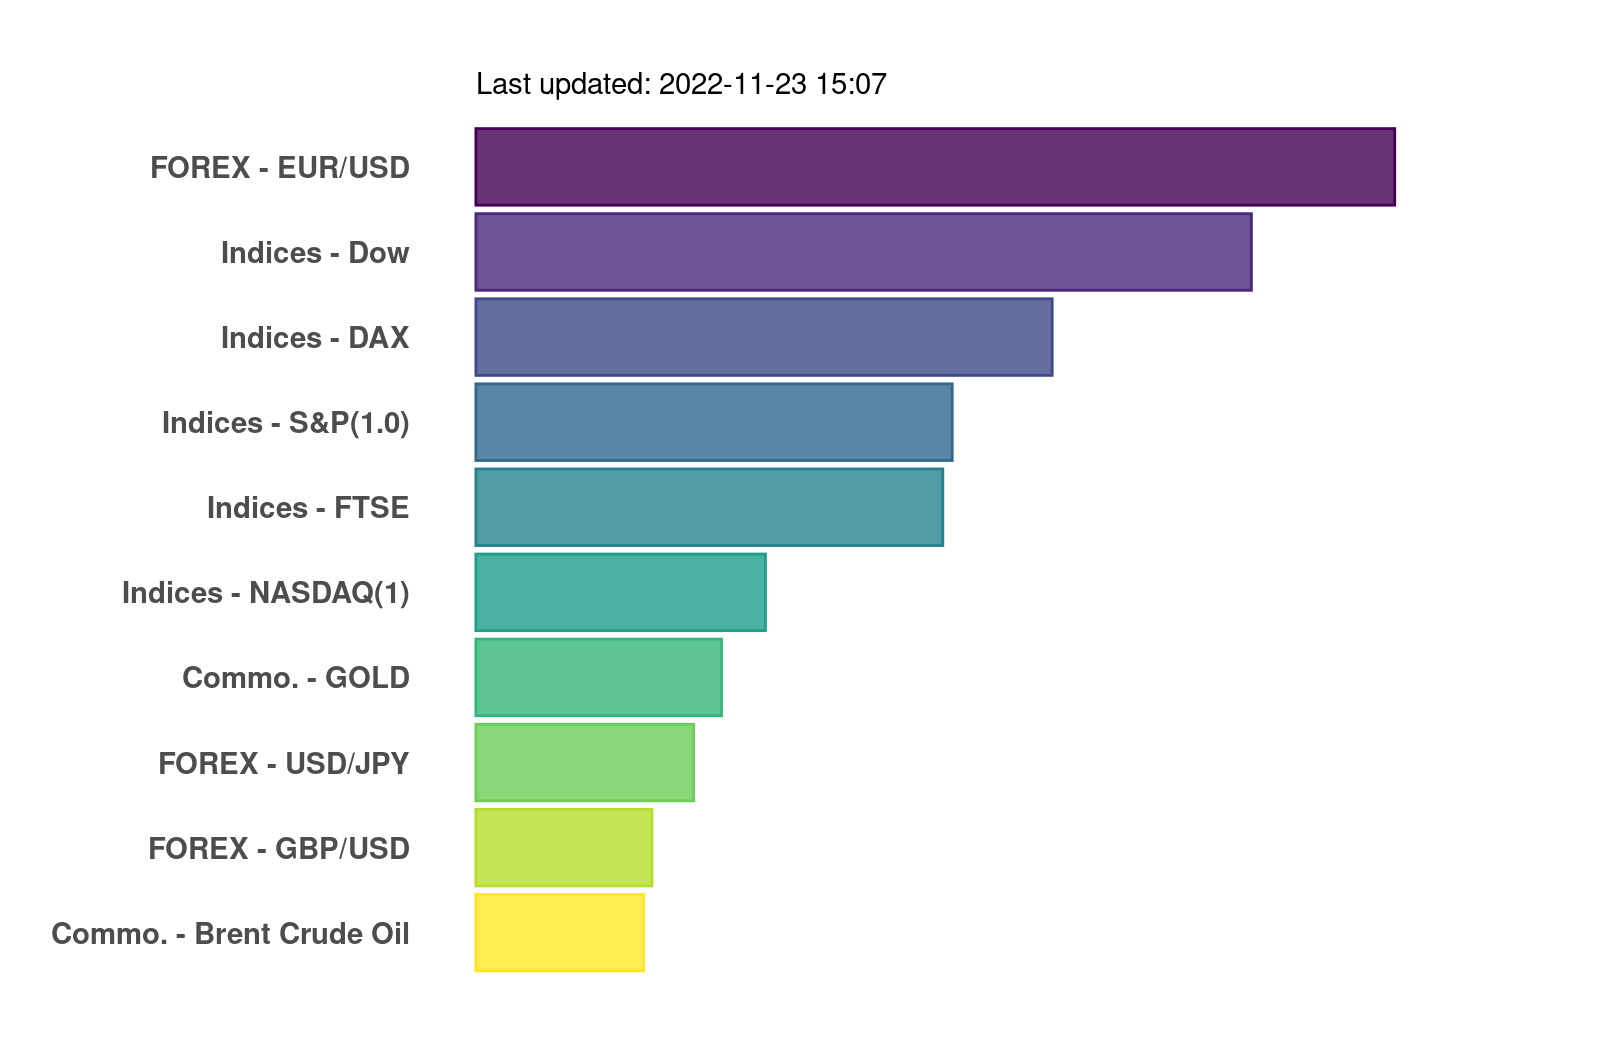 Last updated: 2022-11-23 15:07
FOREX - EUR/USD
Indices - Dow
Indices - DAX
Indices - S&P(1.0)
Indices - FTSE
Indices - NASDAQ(1)
Commo. - GOLD
FOREX - USD/JPY
FOREX - GBP/USD
Commo. - Brent Crude Oil